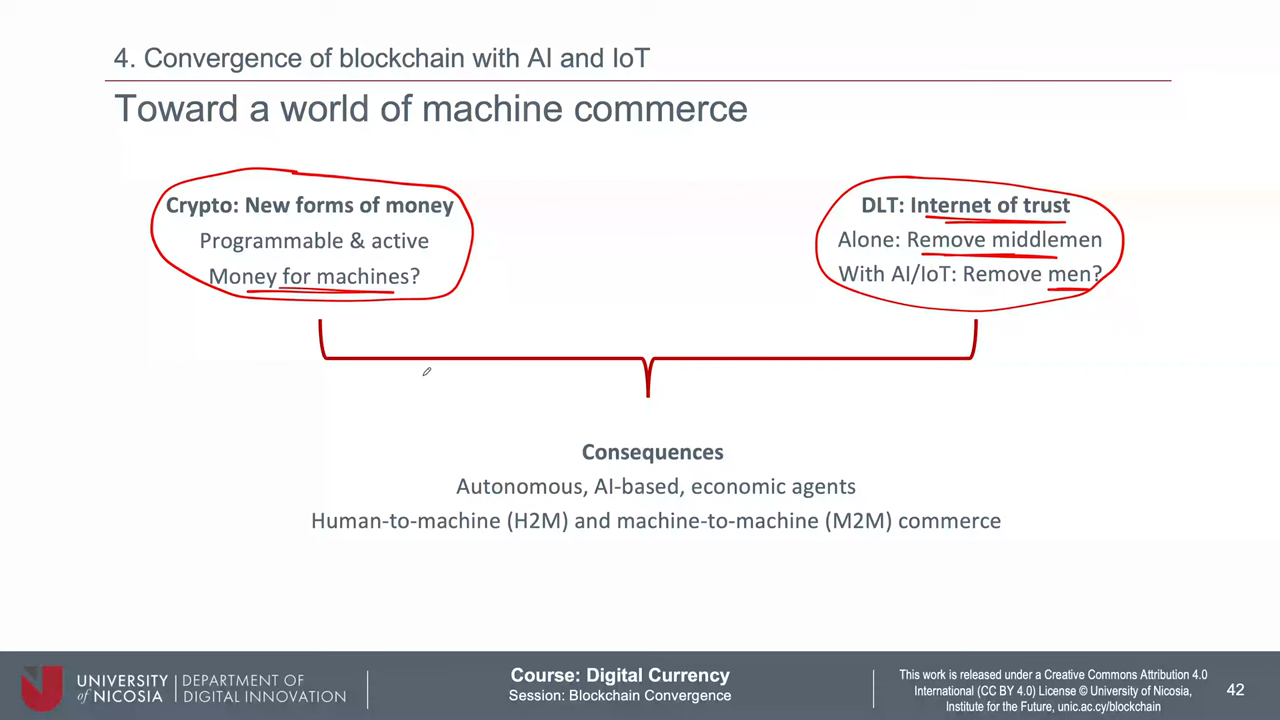 4. Convergence of blockchain with AI and IoT
Toward a world of machine commerce
Crypto: New forms of money
Programmable & active
Money for machines?
DLT: Internet of trust
Alone: Remove middlemen
With AI/IoT: Remove men?
Consequences
Autonomous, AI-based, economic agents
Human-to-machine (H2M) and machine-to-machine (M2M) commerce
UNIVERSITY
of NICOSIA
DEPARTMENT OF
DIGITAL INNOVATION
Course: Digital Currency
Session: Blockchain Convergence
This work is released under a Creative Commons Attribution 4.0
International (CC BY 4.0) License © University of Nicosia,
Institute for the Future, unic.ac.cy/blockchain
42